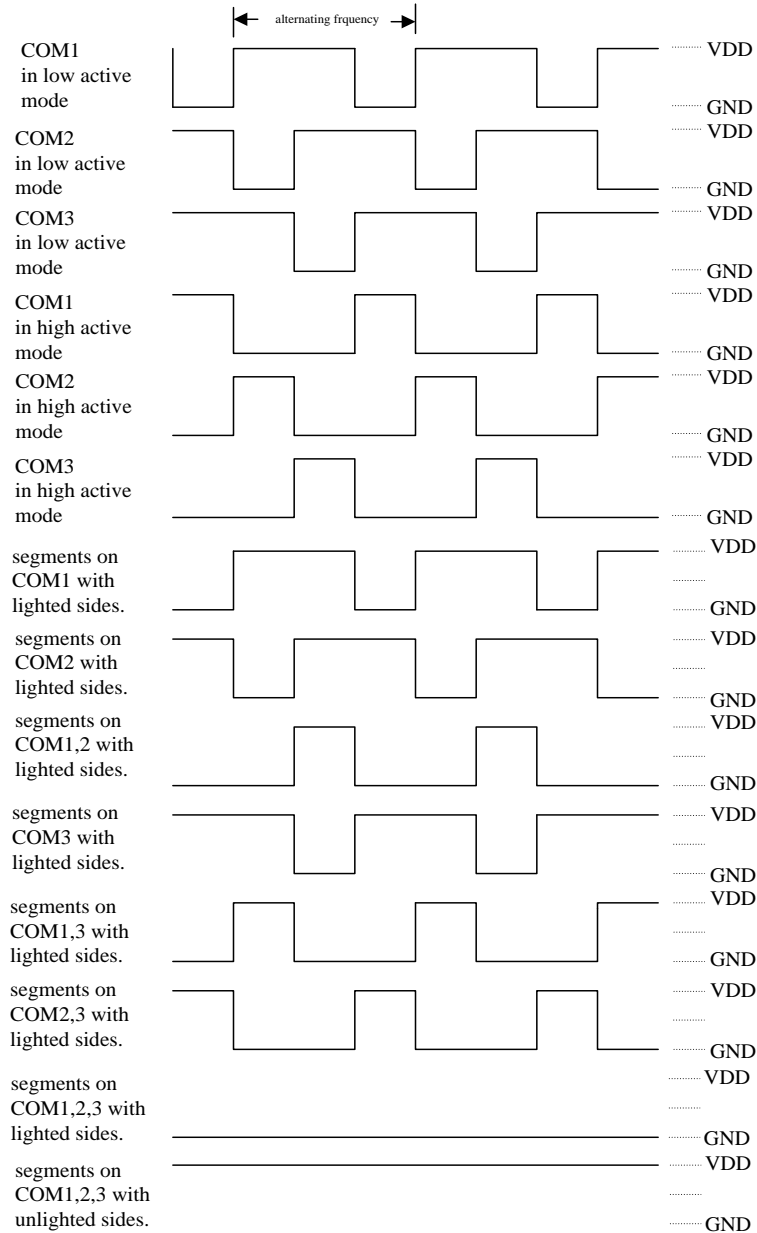 alternating frquency
COM1
in low active
mode
VDD
GND
COM2
in low active
mode
VDD
GND
COM3
in low active
mode
VDD
GND
COM1
in high active
mode
VDD
GND
COM2
in high active
mode
VDD
GND
COM3
in high active
mode
VDD
GND
segments on
COM1 with
lighted sides.
VDD
GND
segments on
COM2 with
lighted sides.
VDD
GND
segments on
COM1,2 with
lighted sides.
VDD
GND
segments on
COM3 with
lighted sides.
VDD
GND
segments on
COM1,3 with
lighted sides.
VDD
GND
segments on
COM2,3 with
lighted sides.
VDD
GND
segments on
COM1,2,3 with
lighted sides.
VDD
GND
segments on
COM1,2,3 with
unlighted sides.
VDD
GND